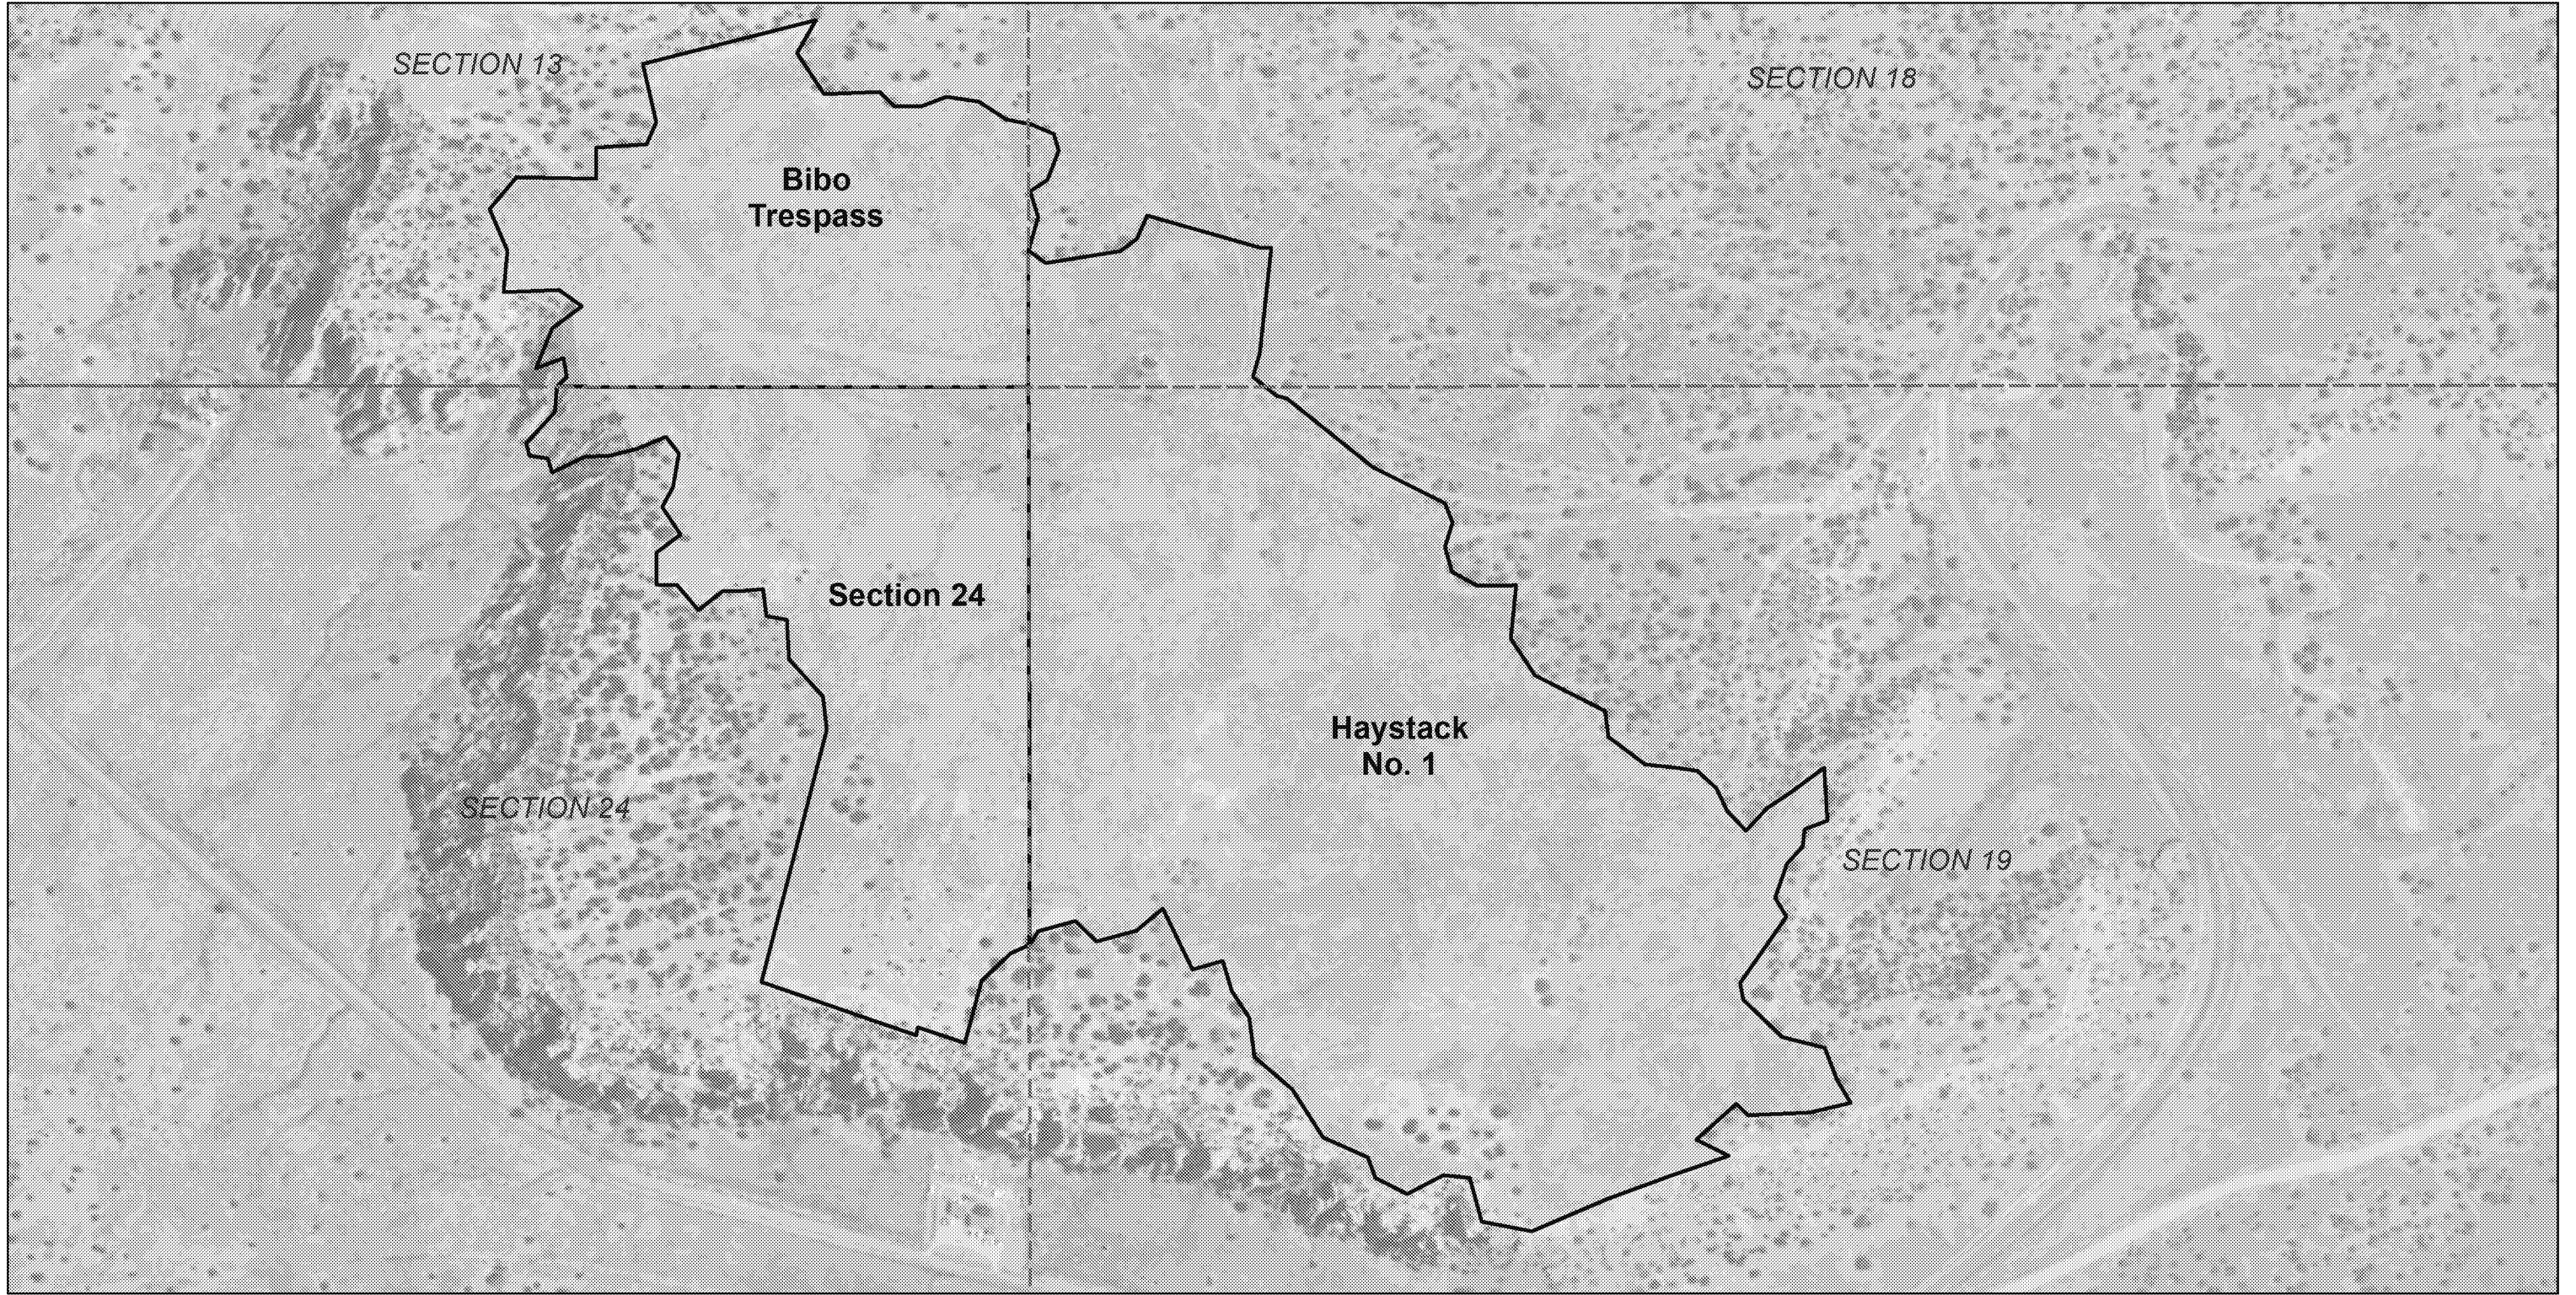 SECTION 13
SECTION 18
Bibo
Trespass
Section 24
Haystack
No. 1
SECTION 24
SECTION 19